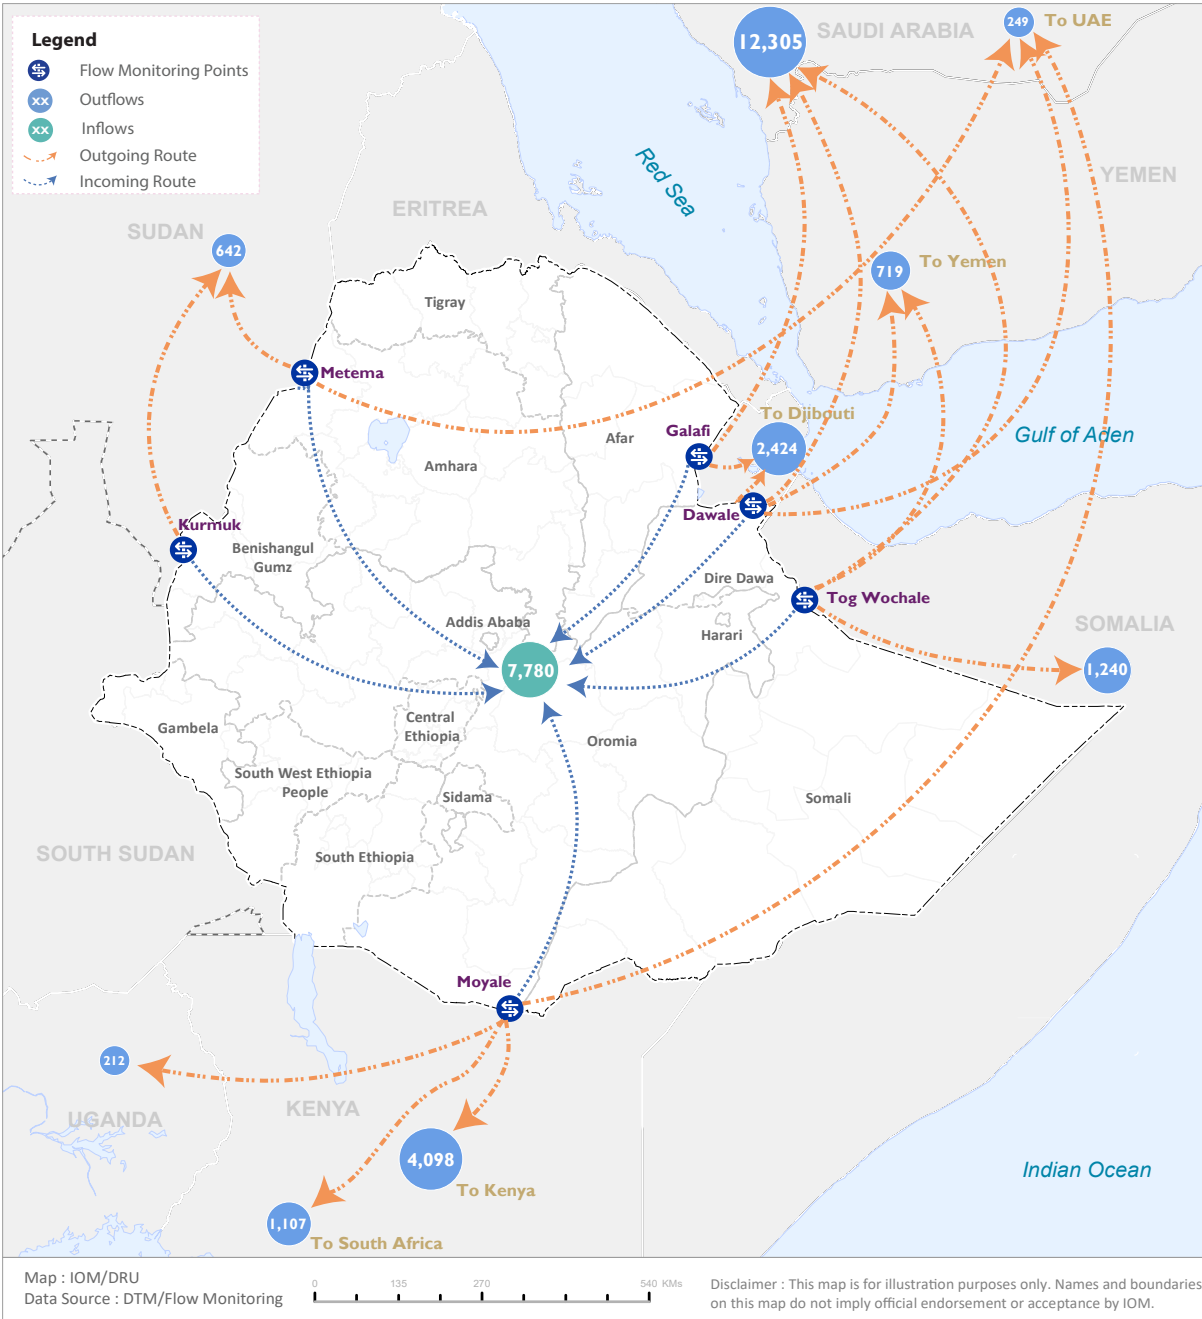 Legend
Flow Monitoring Points
xx Outflows
xx Inflows
Outgoing Route
Incoming Route
12,305
SAUDI ARABIA
249
To UAE
YEMEN
Red Sea
ERITREA
SUDAN
642
719
To Yemen
Tigray
Metema
To Djibouti
2,424
Galafi
Afar
Amhara
Gulf of Aden
Dawale
Kurmuk
Benishangul
Gumz
Dire Dawa
Tog Wochale
Addis Ababa
Harari
SOMALIA
1,240
7,780
Gambela
Central
Ethiopia
Oromia
South West Ethiopia
People
Sidama
Somali
SOUTH SUDAN
South Ethiopia
Moyale
212
UGANDA
KENYA
4,098
To Kenya
Indian Ocean
1,107
To South Africa
Map : IOM/DRU
Data Source : DTM/Flow Monitoring
0 135 270 540 KMs
Disclaimer : This map is for illustration purposes only. Names and boundaries
on this map do not imply official endorsement or acceptance by IOM.